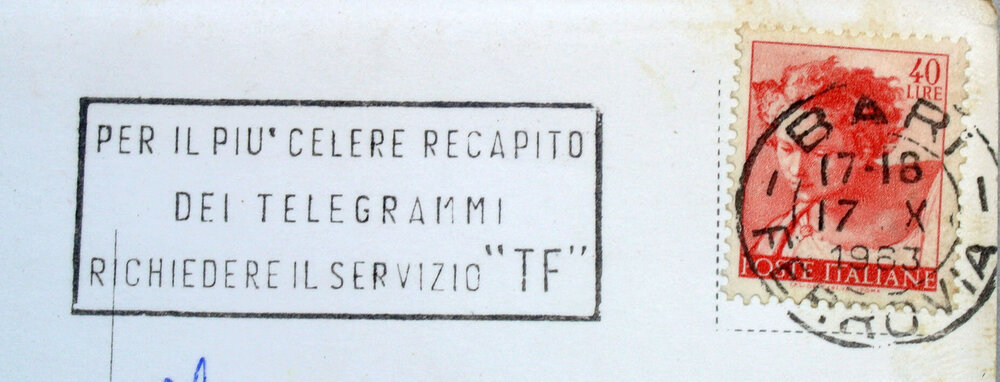 PER IL PIU' CELERE RECAPITO
DEI TELEGRAMMI
RICHIEDERE IL SERVIZIO "TF"
40
LIRE
BARI
17-18
17 X
1963
FERROVIA
POSTE ITALIANE